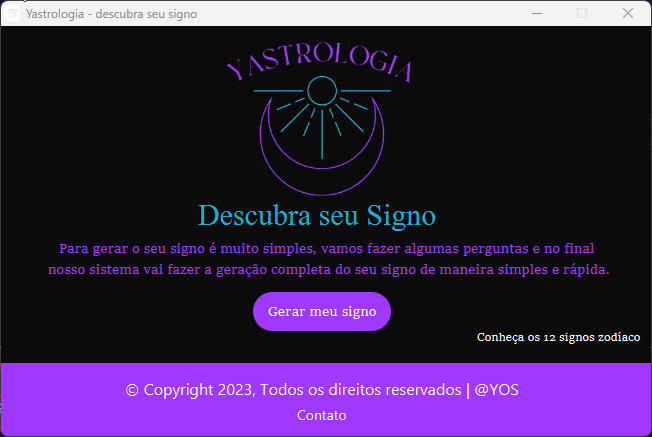 Yastrologia - descubra seu signo
YASTROLOGIA
Descubra seu Signo
Para gerar o seu signo é muito simples, vamos fazer algumas perguntas e no final
nosso sistema vai fazer a geração completa do seu signo de maneira simples e rápida.
Gerar meu signo
Conheça os 12 signos zodíaco
© Copyright 2023, Todos os direitos reservados | @YOS
Contato